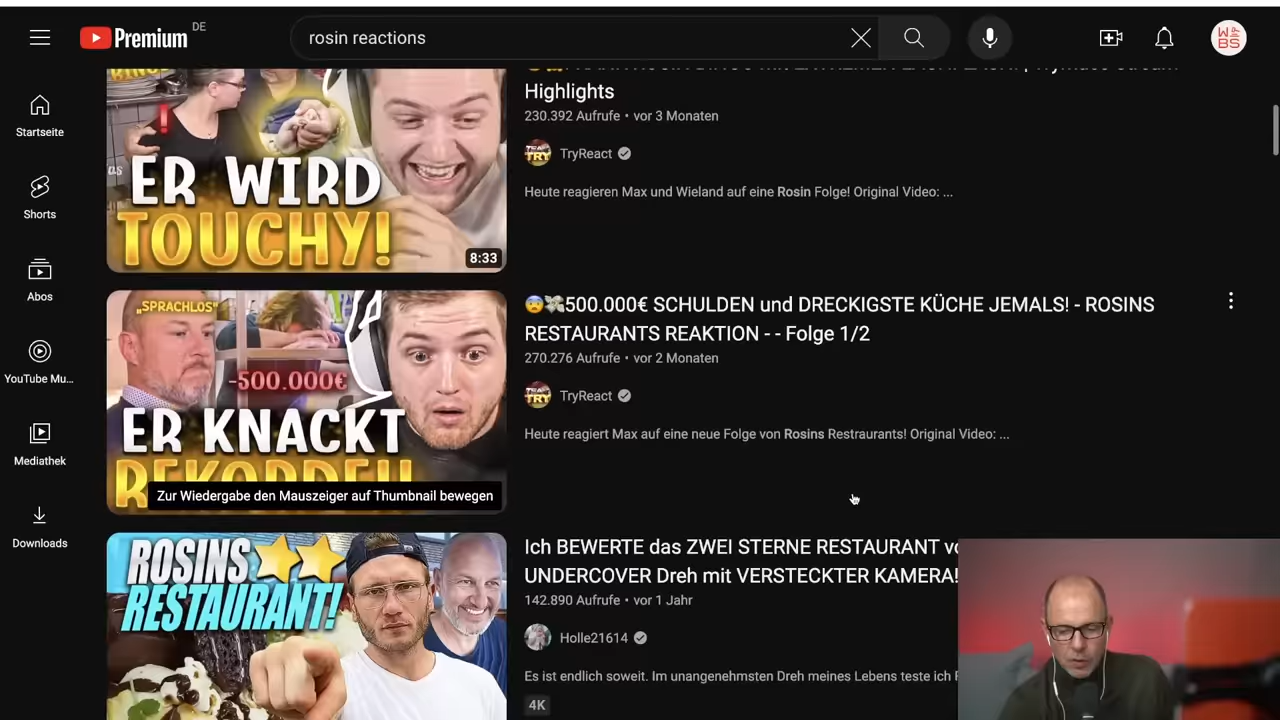 Premium DE
rosin reactions
WBS
Startseite
Shorts
Abos
YouTube Mu...
Mediathek
Downloads
ER WIRD
TOUCHY!
8:33
Highlights
230.392 Aufrufe • vor 3 Monaten
TryReact
Heute reagieren Max und Wieland auf eine Rosin Folge! Original Video: ...
„SPRACHLOS“
-500.000€
ER KNACKT
Zur Wiedergabe den Mauszeiger auf Thumbnail bewegen
😨💸500.000€ SCHULDEN und DRECKIGSTE KÜCHE JEMALS! - ROSINS
RESTAURANTS REAKTION - - Folge 1/2
270.276 Aufrufe • vor 2 Monaten
TRY
TryReact
Heute reagiert Max auf eine neue Folge von Rosins Restraurants! Original Video: ...
ROSINS
RESTAURANT!
Ich BEWERTE das ZWEI STERNE RESTAURANT
UNDERCOVER Dreh mit VERSTECKTER KAMERA!
142.890 Aufrufe • vor 1 Jahr
Holle21614
Es ist endlich soweit. Im unangenehmsten Dreh meines Lebens teste ich
4K